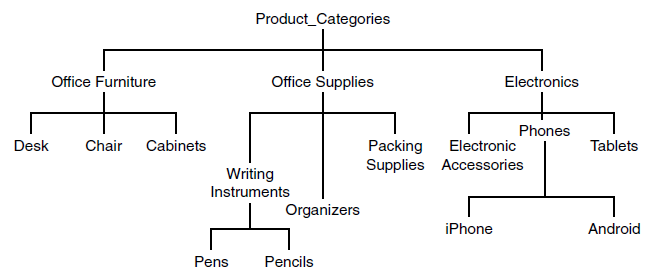 Product_Categories
Office Furniture
Office Supplies
Electronics
Desk
Chair
Cabinets
Writing
Instruments
Organizers
Packing
Supplies
Electronic
Accessories
Phones
Tablets
Pens
Pencils
iPhone
Android